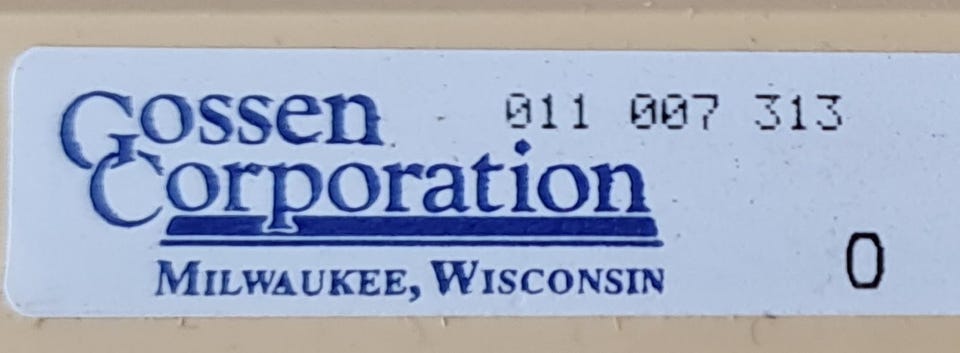 Gossen 011 007 313
Corporation
MILWAUKEE, WISCONSIN 0